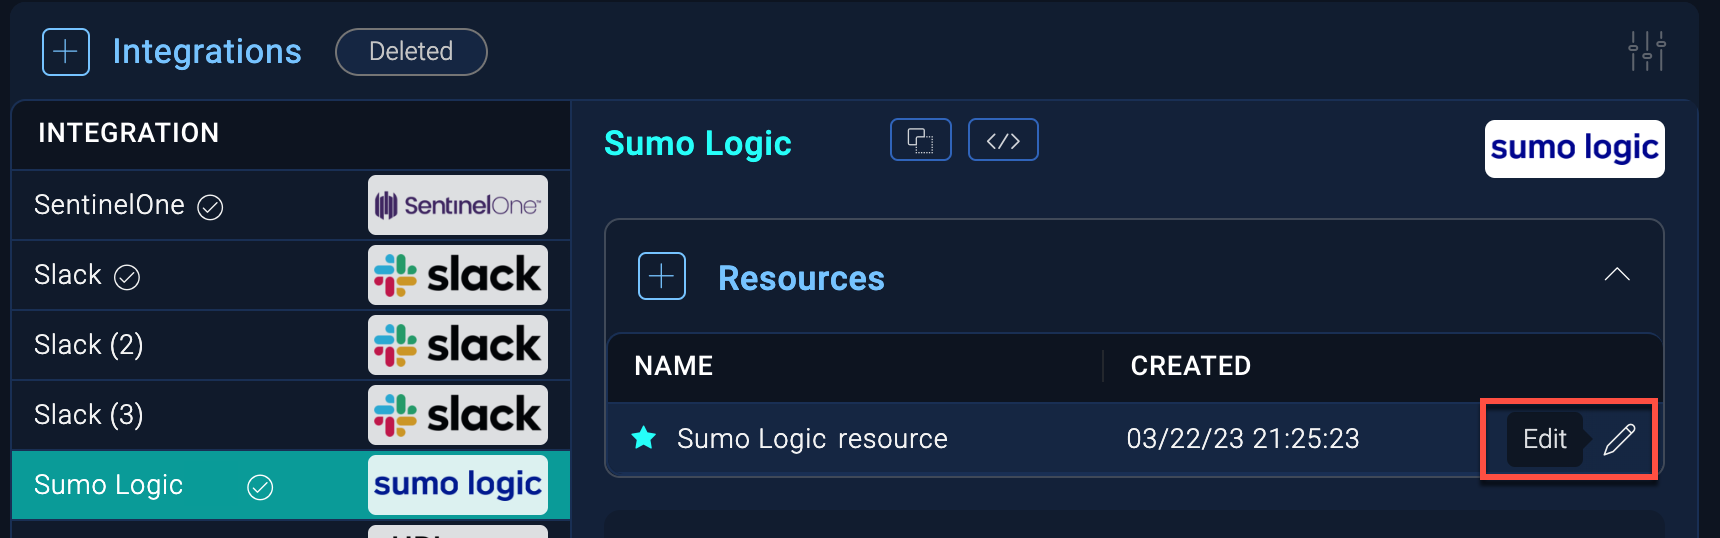 Integrations Deleted
INTEGRATION
SentinelOne SentinelOne
Slack slack
Slack (2) slack
Slack (3) slack
Sumo Logic sumo logic
Sumo Logic </> sumo logic
Resources
NAME CREATED
Sumo Logic resource 03/22/23 21:25:23 Edit